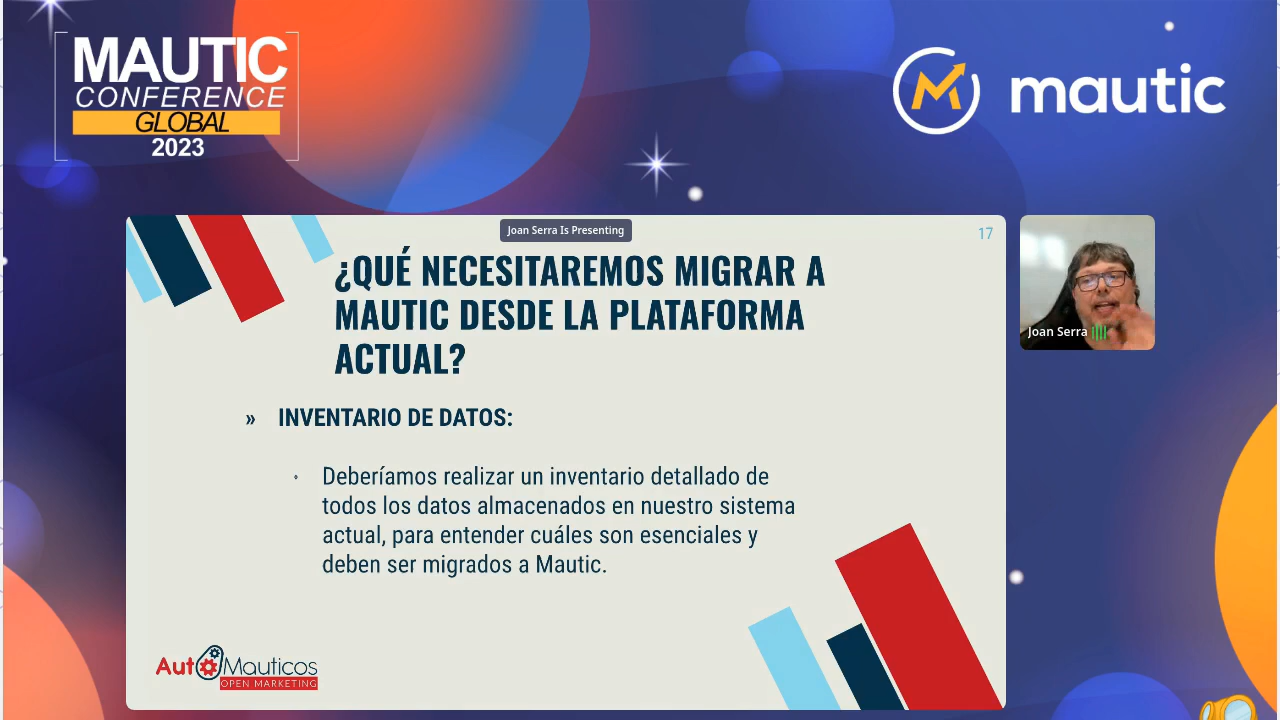 MAUTIC
CONFERENCE
GLOBAL
2023
mautic
Joan Serra Is Presenting
17
¿QUÉ NECESITAREMOS MIGRAR A
MAUTIC DESDE LA PLATAFORMA
ACTUAL?
» INVENTARIO DE DATOS:
Deberíamos realizar un inventario detallado de
todos los datos almacenados en nuestro sistema
actual, para entender cuáles son esenciales y
deben ser migrados a Mautic.
Joan Serra
AutoMauticos
OPEN MARKETING